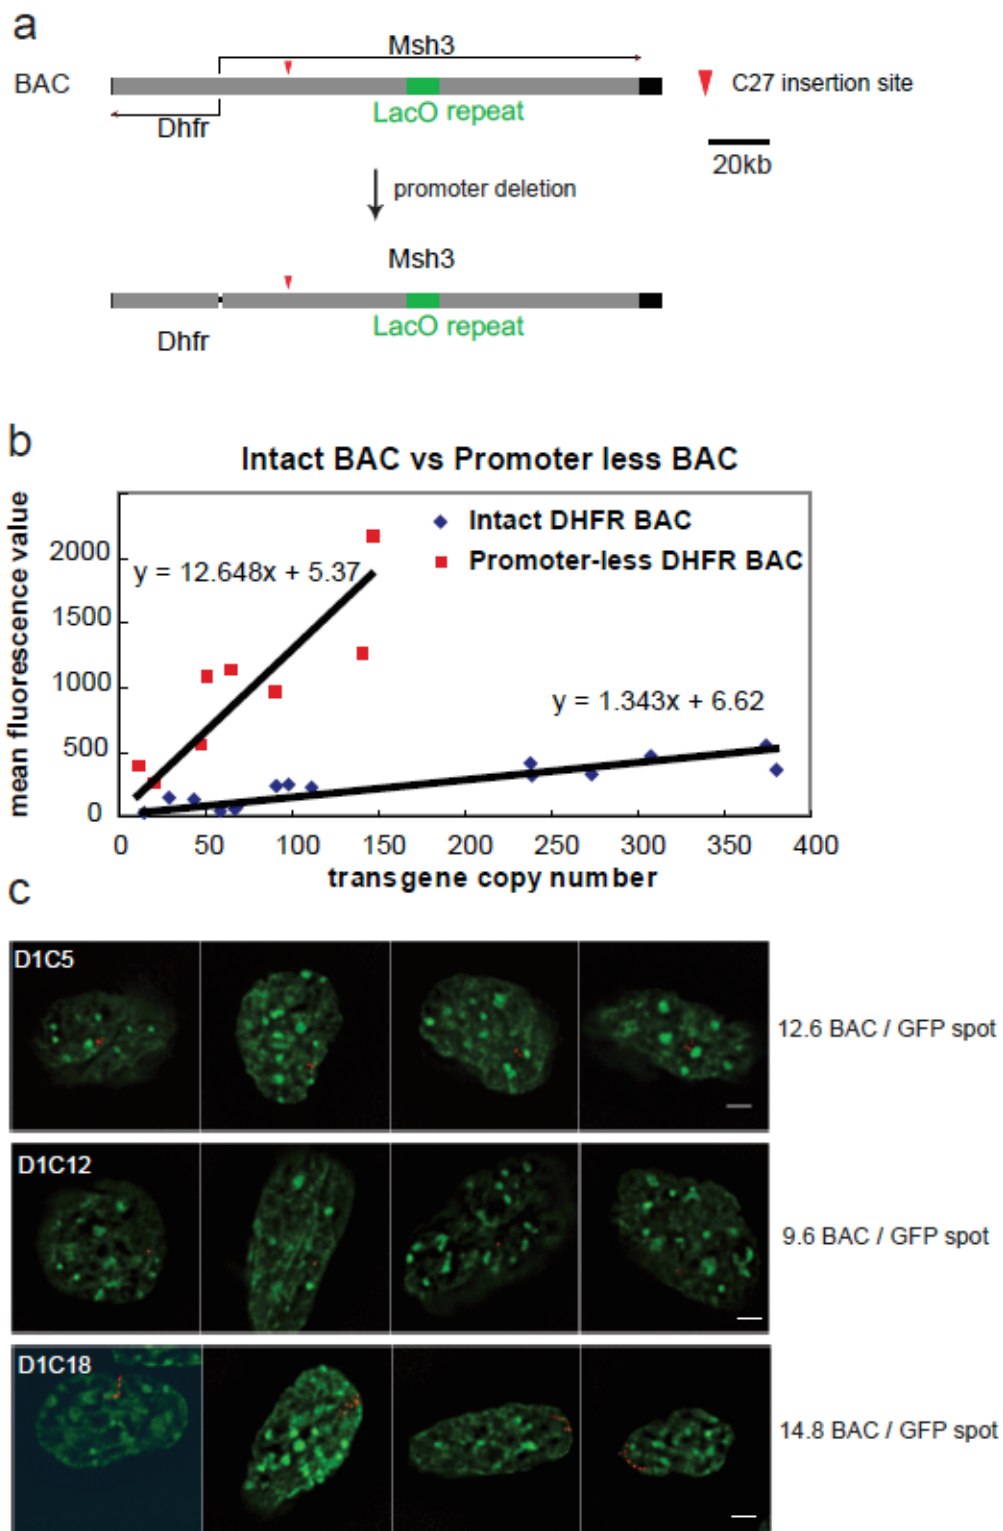 a
Msh3
BAC
C27 insertion site
LacO repeat
Dhfr
20kb
promoter deletion
Msh3
LacO repeat
Dhfr
b
Intact BAC vs Promoter less BAC
mean fluorescence value
2000
1500
1000
500
0
Intact DHFR BAC
Promoter-less DHFR BAC
y = 12.648x + 5.37
y = 1.343x + 6.62
0 50 100 150 200 250 300 350 400
transgene copy number
c
D1C5
12.6 BAC / GFP spot
D1C12
9.6 BAC / GFP spot
D1C18
14.8 BAC / GFP spot